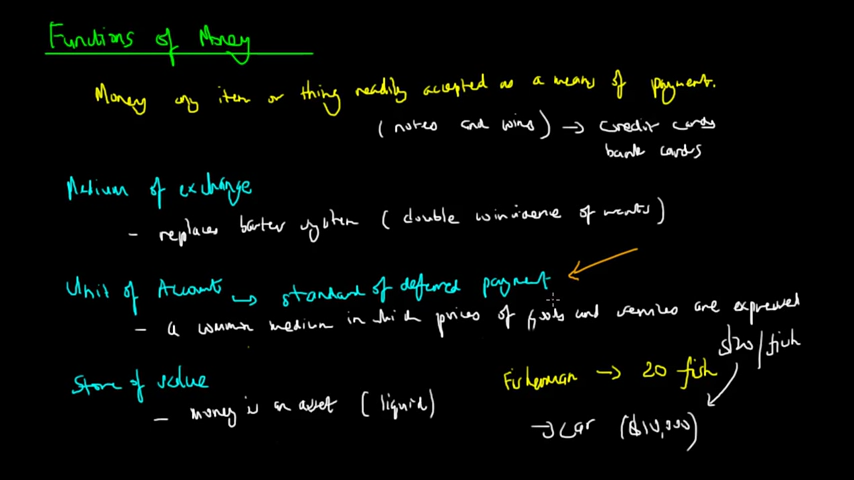 Functions of Money
Money any item or thing readily accepted as a means of payment.
(notes and coins) → credit cards
bank cards
Medium of exchange
- replaces barter system (double coincidence of wants)
Unit of Account → standard of deferred payment
- a common medium in which prices of goods and services are expressed
$20/fish
Store of value
- money is an asset (liquid)
Fisherman → 20 fish
→ car ($10,000)